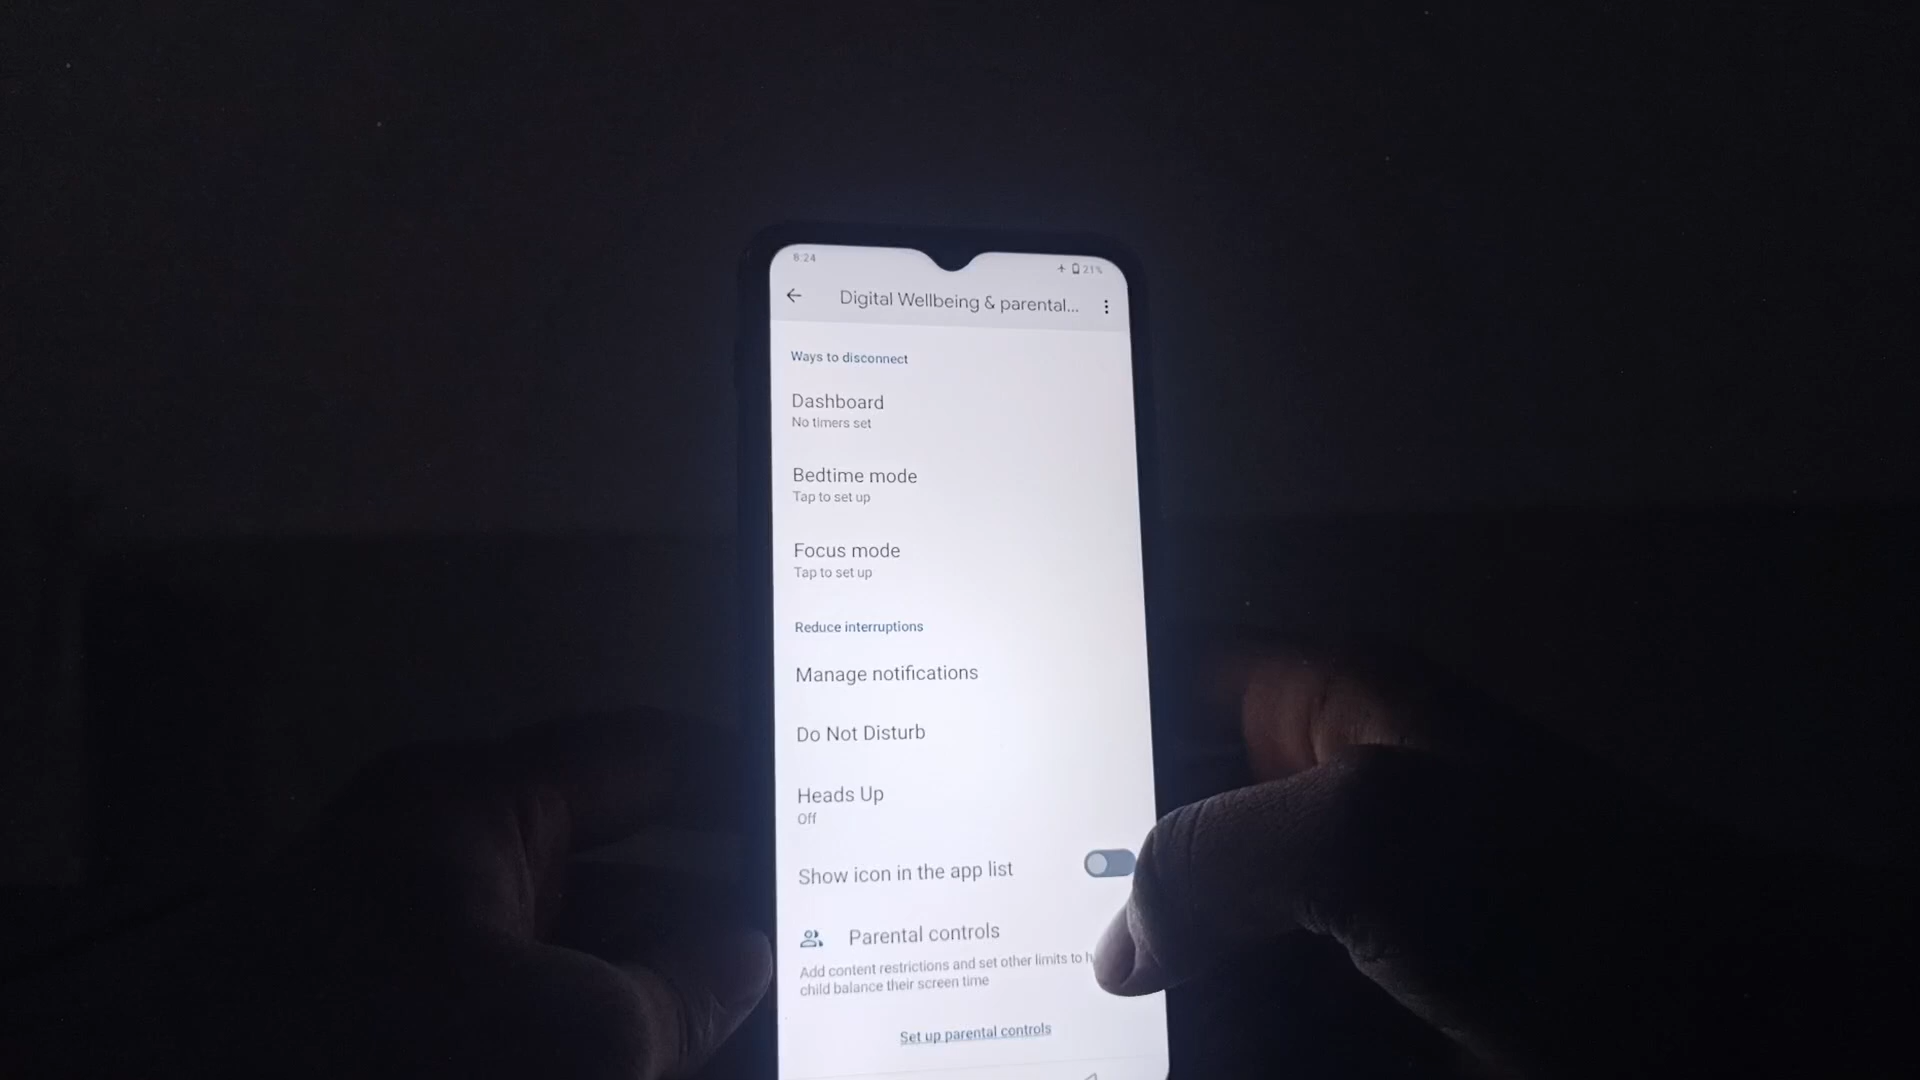 8:24
21%
Digital Wellbeing & parental...
Ways to disconnect
Dashboard
No timers set
Bedtime mode
Tap to set up
Focus mode
Tap to set up
Reduce interruptions
Manage notifications
Do Not Disturb
Heads Up
Off
Show icon in the app list
Parental controls
Add content restrictions and set other limits to
child balance their screen time
Set up parental controls